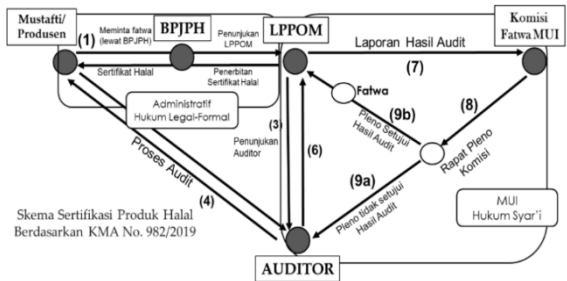 Mustafti/
Produsen
BPJPH
LPPOM
Komisi
Fatwa MUI
(1)
Meminta fatwa
(lewat BPJPH)
Penunjukan
LPPOM
Laporan Hasil Audit
(7)
Sertifikat Halal
Penerbitan
Sertifikat Halal
Administratif
Hukum Legal-Formal
(3)
Penunjukan
Auditor
(6)
Fatwa
(9b)
Pleno Setujui
Hasil Audit
(8)
Rapat Pleno
Komisi
(9a)
Pleno tidak setujui
Hasil Audit
Proses Audit
(4)
MUI
Hukum Syar'i
Skema Sertifikasi Produk Halal
Berdasarkan KMA No. 982/2019
AUDITOR